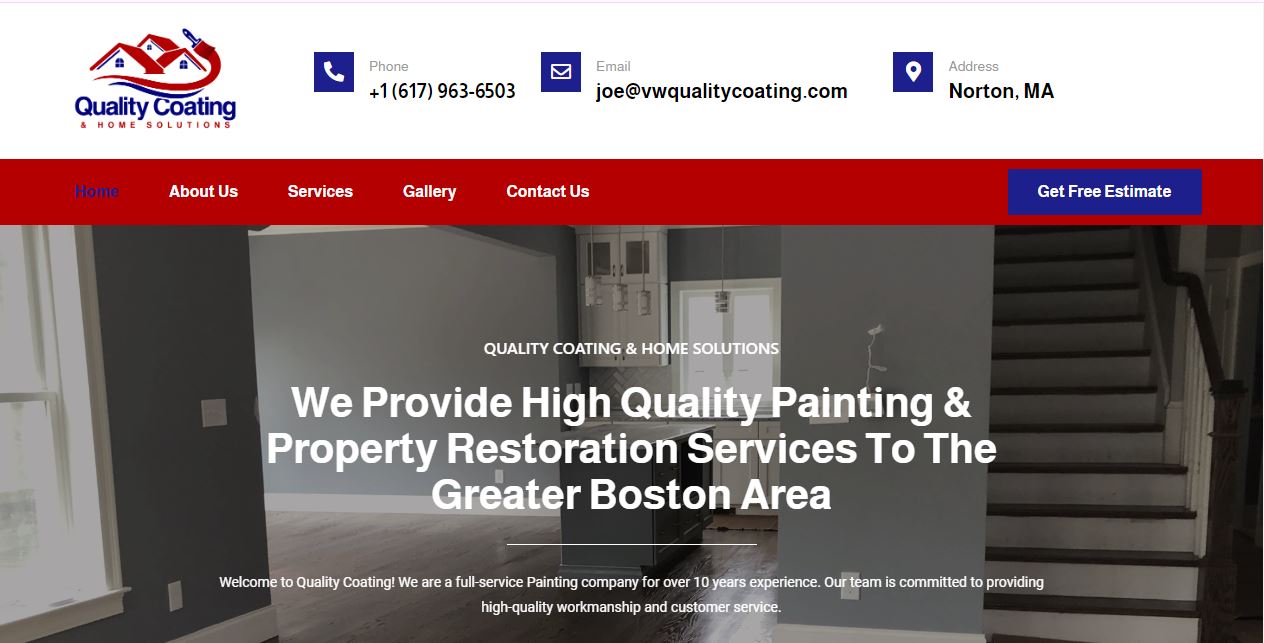 Quality Coating
& HOME SOLUTIONS
Phone
+1 (617) 963-6503
Email
joe@vwqualitycoating.com
Address
Norton, MA
Home
About Us
Services
Gallery
Contact Us
Get Free Estimate
QUALITY COATING & HOME SOLUTIONS
We Provide High Quality Painting &
Property Restoration Services To The
Greater Boston Area
Welcome to Quality Coating! We are a full-service Painting company for over 10 years experience. Our team is committed to providing
high-quality workmanship and customer service.